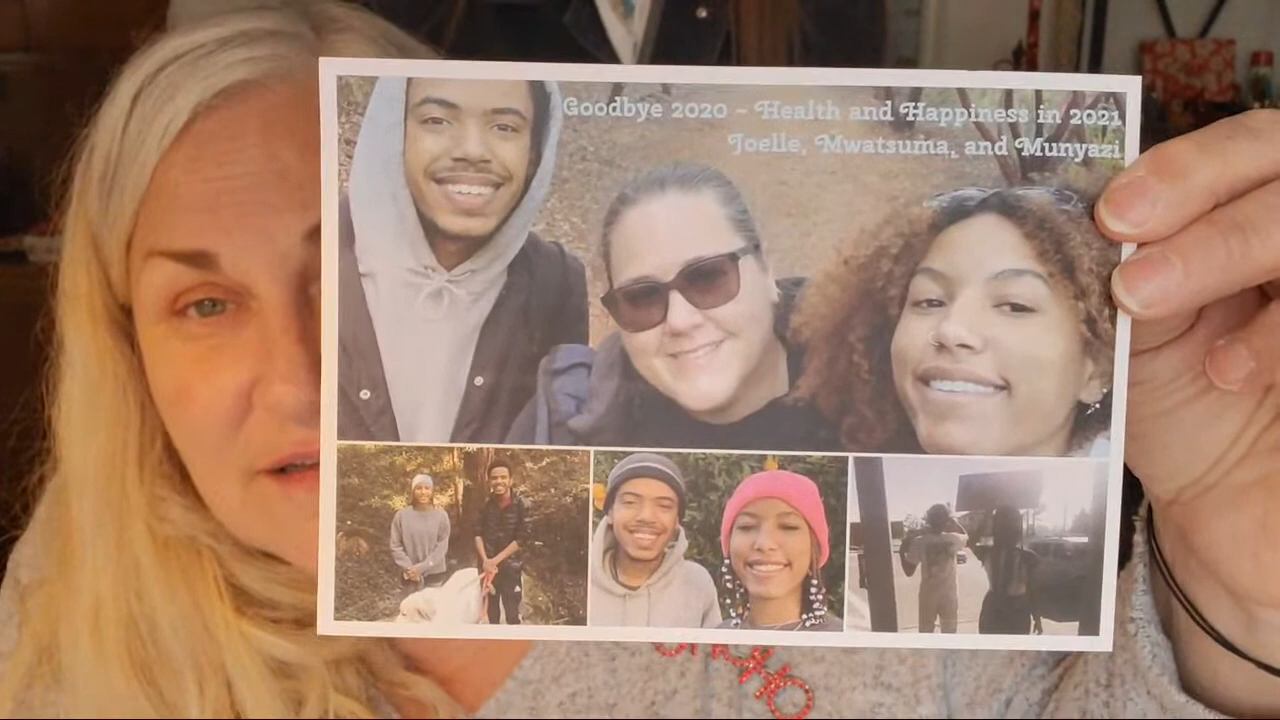 Goodbye 2020 ~ Health and Happiness in 2021
Joelle, Mwatsuma, and Munyazi